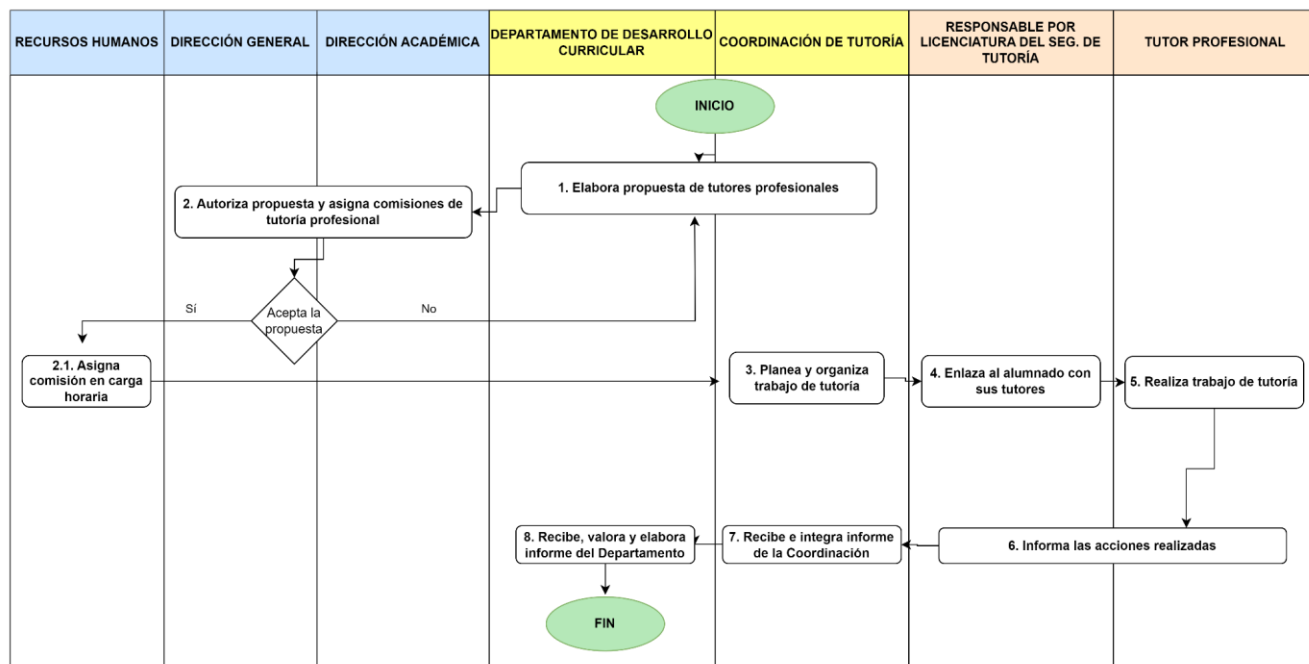 RECURSOS HUMANOS
DIRECCIÓN GENERAL
DIRECCIÓN ACADÉMICA
DEPARTAMENTO DE DESARROLLO
CURRICULAR
COORDINACIÓN DE TUTORÍA
RESPONSABLE POR
LICENCIATURA DEL SEG. DE
TUTORÍA
TUTOR PROFESIONAL
INICIO
1. Elabora propuesta de tutores profesionales
2. Autoriza propuesta y asigna comisiones de
tutoría profesional
Sí
Acepta la
propuesta
No
2.1. Asigna
comisión en carga
horaria
3. Planea y organiza
trabajo de tutoría
4. Enlaza al alumnado con
sus tutores
5. Realiza trabajo de tutoría
8. Recibe, valora y elabora
informe del Departamento
7. Recibe e integra informe
de la Coordinación
6. Informa las acciones realizadas
FIN